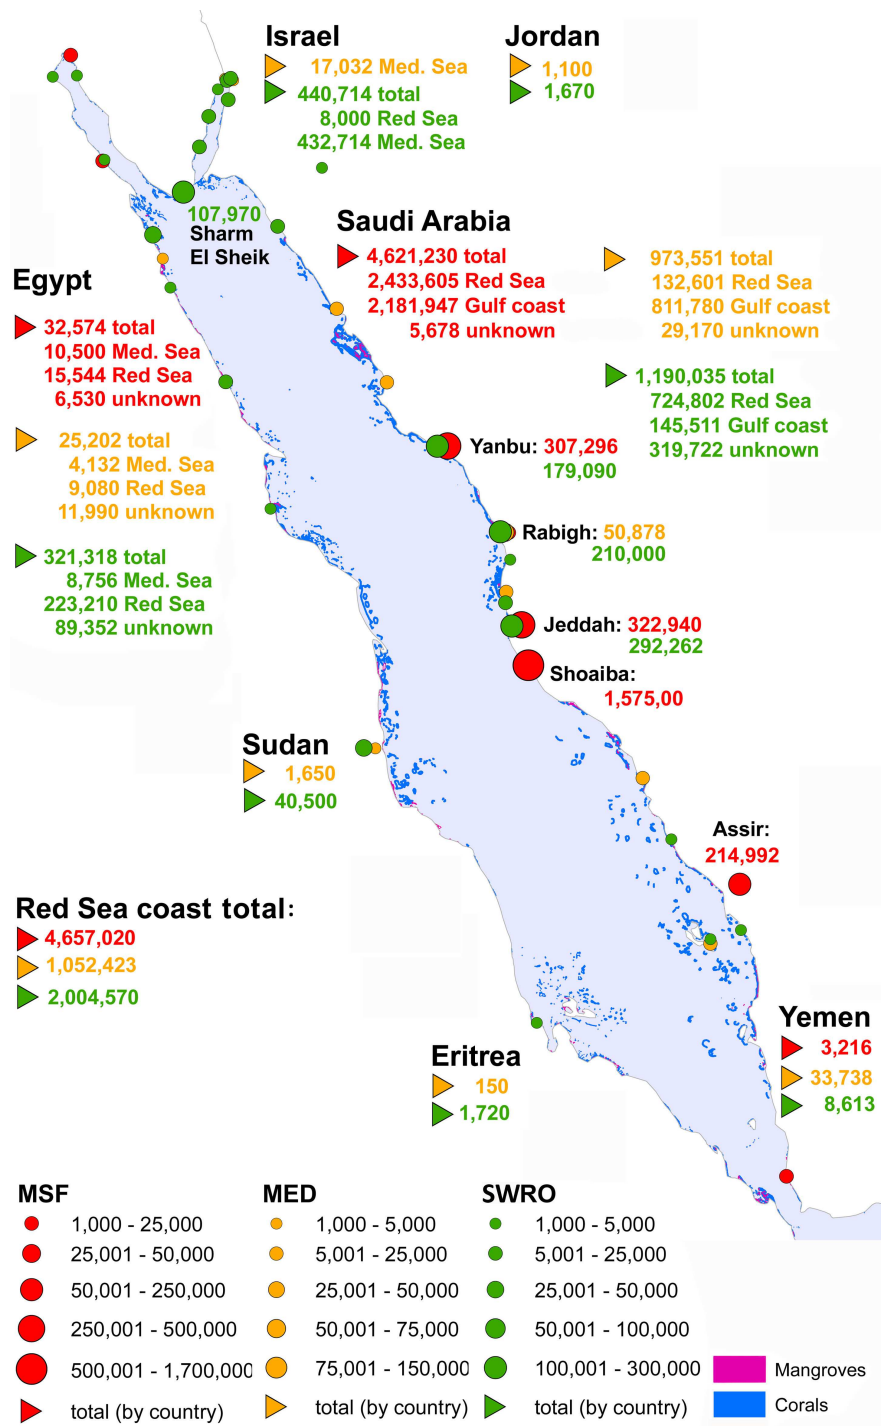 Israel
17,032 Med. Sea
440,714 total
8,000 Red Sea
432,714 Med. Sea
Jordan
1,100
1,670
107,970
Sharm
El Sheik
Saudi Arabia
4,621,230 total
2,433,605 Red Sea
2,181,947 Gulf coast
5,678 unknown
973,551 total
132,601 Red Sea
811,780 Gulf coast
29,170 unknown
1,190,035 total
724,802 Red Sea
145,511 Gulf coast
319,722 unknown
Egypt
32,574 total
10,500 Med. Sea
15,544 Red Sea
6,530 unknown
25,202 total
4,132 Med. Sea
9,080 Red Sea
11,990 unknown
321,318 total
8,756 Med. Sea
223,210 Red Sea
89,352 unknown
Yanbu: 307,296
179,090
Rabigh: 50,878
210,000
Jeddah: 322,940
292,262
Shoaiba:
1,575,00
Sudan
1,650
40,500
Assir:
214,992
Red Sea coast total:
4,657,020
1,052,423
2,004,570
Eritrea
150
1,720
Yemen
3,216
33,738
8,613
MSF
1,000 - 25,000
25,001 - 50,000
50,001 - 250,000
250,001 - 500,000
500,001 - 1,700,000
total (by country)
MED
1,000 - 5,000
5,001 - 25,000
25,001 - 50,000
50,001 - 75,000
75,001 - 150,000
total (by country)
SWRO
1,000 - 5,000
5,001 - 25,000
25,001 - 50,000
50,001 - 100,000
100,001 - 300,000
total (by country)
Mangroves
Corals